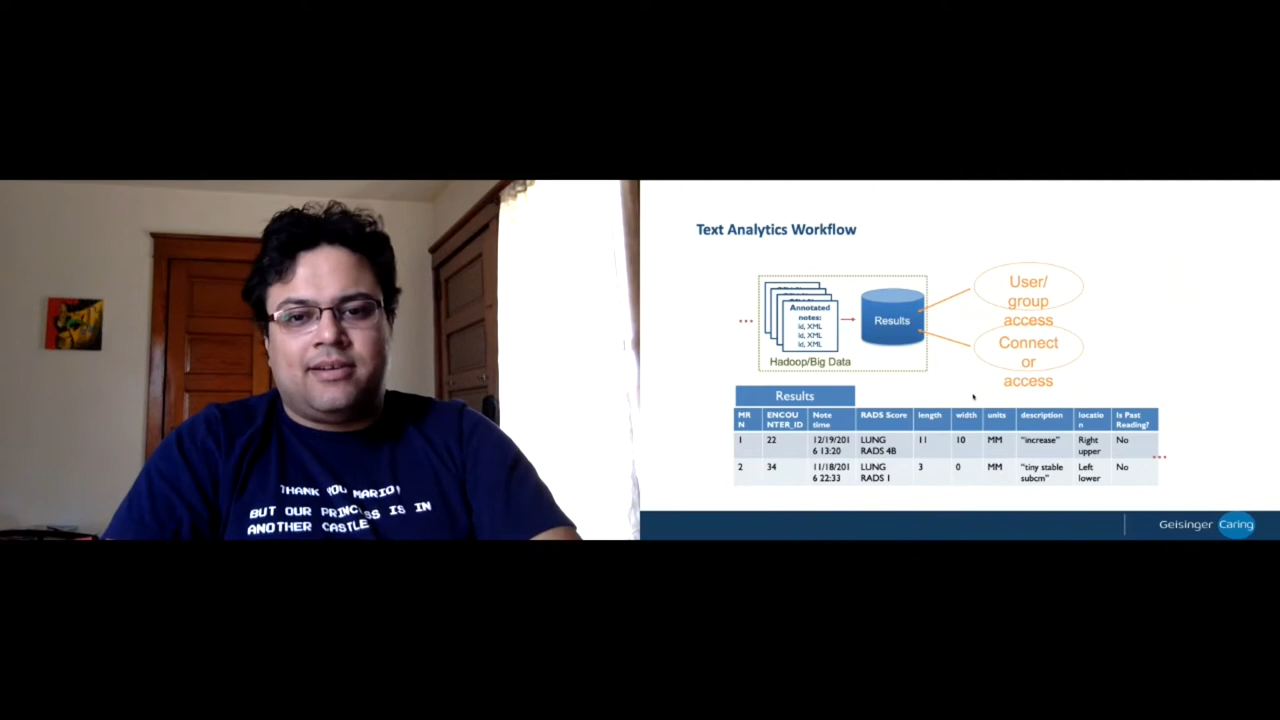 THANK YOU MARIO!
BUT OUR PRINCESS IS IN
ANOTHER CASTLE
Text Analytics Workflow
...
Annotated
notes:
Id, XML
Id, XML
Id, XML
Hadoop/Big Data
Results
User/
group
access
Connect
or
access
Results
MR
N
ENCOU
NTER_ID
Note
time
RADS Score
length
width
units
description
locatio
n
Is Past
Reading?
1
22
12/19/201
6 13:20
LUNG
RADS 4B
11
10
MM
“increase”
Right
upper
No
2
34
11/18/201
6 22:33
LUNG
RADS 1
3
0
MM
“tiny stable
subcm”
Left
lower
No
...
Geisinger Caring